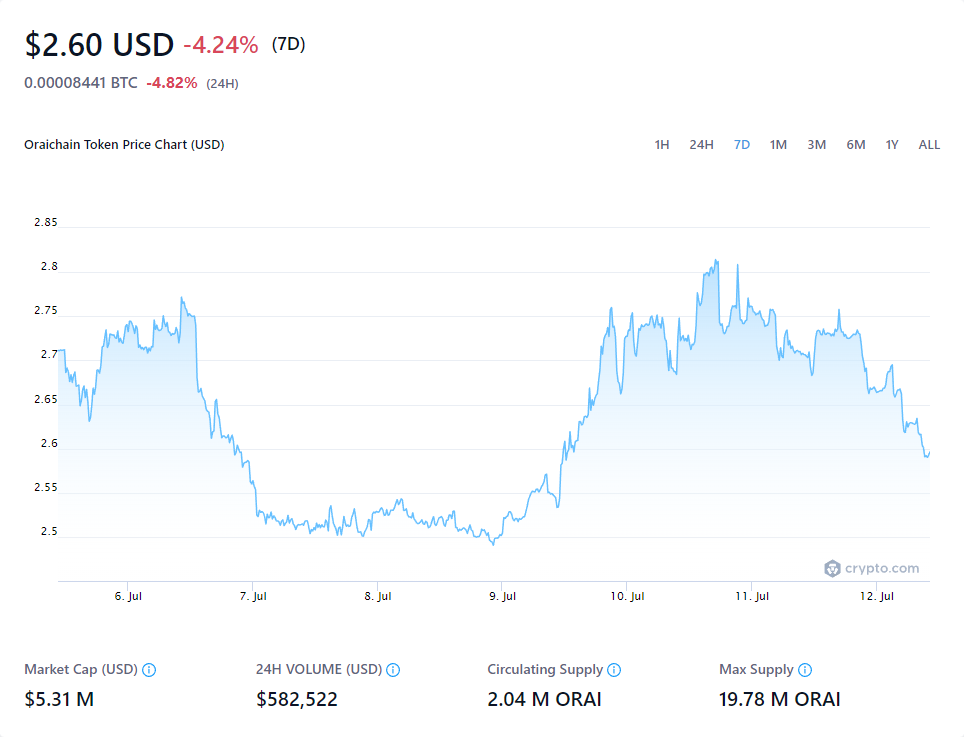 $2.60 USD -4.24% (7D)
0.00008441 BTC -4.82% (24H)
Oraichain Token Price Chart (USD) 1H 24H 7D 1M 3M 6M 1Y ALL
2.85
2.8
2.75
2.7
2.65
2.6
2.55
2.5
crypto.com
6. Jul 7. Jul 8. Jul 9. Jul 10. Jul 11. Jul 12. Jul
Market Cap (USD) 24H VOLUME (USD) Circulating Supply Max Supply
$5.31 M $582,522 2.04 M ORAI 19.78 M ORAI